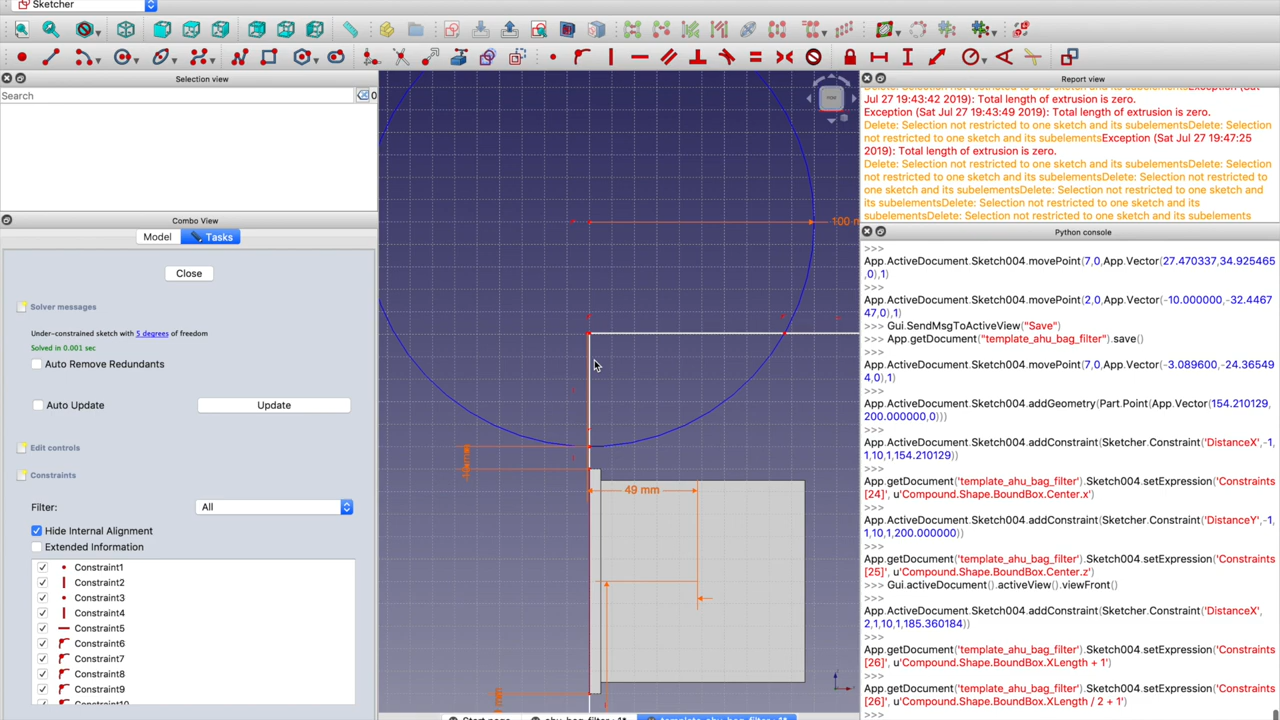 Sketcher
Selection view
Search
0
Combo View
Model
Tasks
Close
Solver messages
Under-constrained sketch with 5 degrees of freedom
Solved in 0.001 sec
Auto Remove Redundants
Auto Update
Update
Edit controls
Constraints
Filter:
All
Hide Internal Alignment
Extended Information
Constraint1
Constraint2
Constraint3
Constraint4
Constraint5
Constraint6
Constraint7
Constraint8
Constraint9
Constraint10
100 m
49 mm
Start page
Report view
Delete: Selection not restricted to one sketch and its subelementsException (Sat
Jul 27 19:43:42 2019): Total length of extrusion is zero.
Exception (Sat Jul 27 19:43:49 2019): Total length of extrusion is zero.
Delete: Selection not restricted to one sketch and its subelementsDelete: Selection
not restricted to one sketch and its subelementsException (Sat Jul 27 19:47:25
2019): Total length of extrusion is zero.
Delete: Selection not restricted to one sketch and its subelementsDelete: Selection
not restricted to one sketch and its subelementsDelete: Selection not restricted to
one sketch and its subelementsDelete: Selection not restricted to one sketch and
its subelementsDelete: Selection not restricted to one sketch and its
subelementsDelete: Selection not restricted to one sketch and its subelements
Python console
>>>
App.ActiveDocument.Sketch004.movePoint(7,0,App.Vector(27.470337,34.925465
,0),1)
>>>
App.ActiveDocument.Sketch004.movePoint(2,0,App.Vector(-10.000000,-32.4467
47,0),1)
>>> Gui.SendMsgToActiveView("Save")
>>> App.getDocument("template_ahu_bag_filter").save()
>>>
App.ActiveDocument.Sketch004.movePoint(7,0,App.Vector(-3.089600,-24.36549
4,0),1)
>>>
App.ActiveDocument.Sketch004.addGeometry(Part.Point(App.Vector(154.210129,
200.000000,0)))
>>>
App.ActiveDocument.Sketch004.addConstraint(Sketcher.Constraint('DistanceX',-1
,1,10,1,154.210129))
>>>
App.getDocument('template_ahu_bag_filter').Sketch004.setExpression('Constraints
[24]', u'Compound.Shape.BoundBox.Center.x')
>>>
App.ActiveDocument.Sketch004.addConstraint(Sketcher.Constraint('DistanceY',-1
,1,10,1,200.000000))
>>>
App.getDocument('template_ahu_bag_filter').Sketch004.setExpression('Constraints
[25]', u'Compound.Shape.BoundBox.Center.z')
>>> Gui.activeDocument().activeView().viewFront()
>>>
App.ActiveDocument.Sketch004.addConstraint(Sketcher.Constraint('DistanceX',
2,1,10,1,185.360184))
>>>
App.getDocument('template_ahu_bag_filter').Sketch004.setExpression('Constraints
[26]', u'Compound.Shape.BoundBox.XLength + 1')
>>>
App.getDocument('template_ahu_bag_filter').Sketch004.setExpression('Constraints
[26]', u'Compound.Shape.BoundBox.XLength / 2 + 1')
>>>